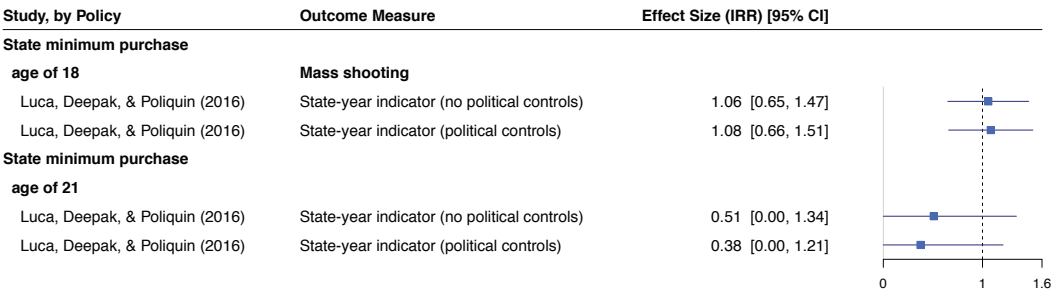 Study, by Policy Outcome Measure Effect Size (IRR) [95% CI]
State minimum purchase
age of 18 Mass shooting
Luca, Deepak, & Poliquin (2016) State-year indicator (no political controls) 1.06 [0.65, 1.47]
Luca, Deepak, & Poliquin (2016) State-year indicator (political controls) 1.08 [0.66, 1.51]
State minimum purchase
age of 21
Luca, Deepak, & Poliquin (2016) State-year indicator (no political controls) 0.51 [0.00, 1.34]
Luca, Deepak, & Poliquin (2016) State-year indicator (political controls) 0.38 [0.00, 1.21]
0 1 1.6